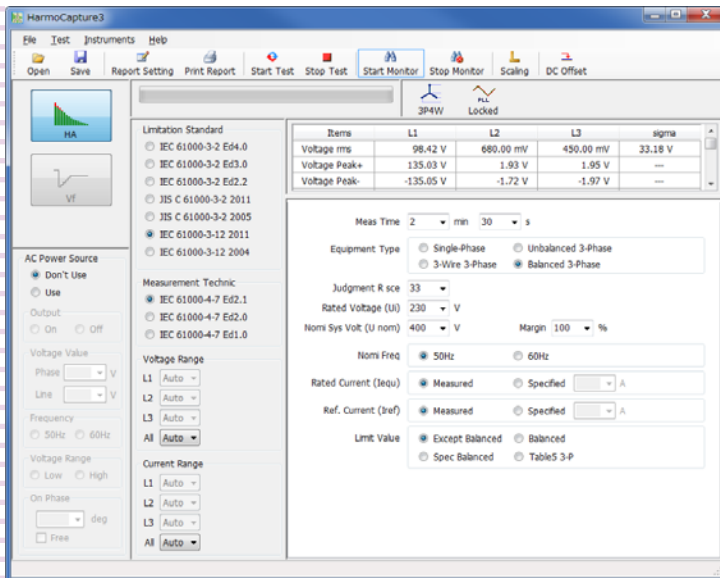 HarmoCapture3
File Test Instruments Help
Open Save Report Setting Print Report Start Test Stop Test Start Monitor Stop Monitor Scaling DC Offset
3P4W PLL Locked
HA
Vf
AC Power Source
Don't Use
Use
Output
On Off
Voltage Value
Phase V
Line V
Frequency
50Hz 60Hz
Voltage Range
Low High
On Phase
deg
Free
Limitation Standard
IEC 61000-3-2 Ed4.0
IEC 61000-3-2 Ed3.0
IEC 61000-3-2 Ed2.2
JIS C 61000-3-2 2011
JIS C 61000-3-2 2005
IEC 61000-3-12 2011
IEC 61000-3-12 2004
Measurement Technic
IEC 61000-4-7 Ed2.1
IEC 61000-4-7 Ed2.0
IEC 61000-4-7 Ed1.0
Voltage Range
L1 Auto
L2 Auto
L3 Auto
All Auto
Current Range
L1 Auto
L2 Auto
L3 Auto
All Auto
Items L1 L2 L3 sigma
Voltage rms 98.42 V 680.00 mV 450.00 mV 33.18 V
Voltage Peak+ 135.03 V 1.93 V 1.95 V ---
Voltage Peak- -135.05 V -1.72 V -1.97 V ---
Meas Time 2 min 30 s
Equipment Type Single-Phase Unbalanced 3-Phase
3-Wire 3-Phase Balanced 3-Phase
Judgment R sce 33
Rated Voltage (Ui) 230 V
Nomi Sys Volt (U nom) 400 V Margin 100 %
Nomi Freq 50Hz 60Hz
Rated Current (Iequ) Measured Specified A
Ref. Current (Iref) Measured Specified A
Limit Value Except Balanced Balanced
Spec Balanced Table5 3-P